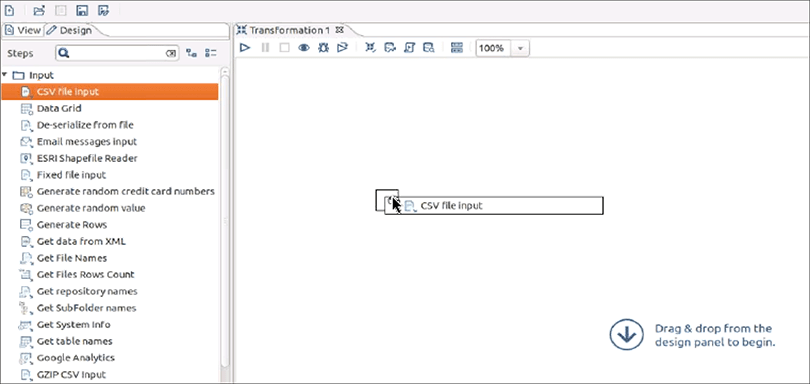 View Design
Transformation 1
Steps
100%
Input
CSV file input
Data Grid
De-serialize from file
Email messages input
ESRI Shapefile Reader
Fixed file input
Generate random credit card numbers
Generate random value
Generate Rows
Get data from XML
Get File Names
Get Files Rows Count
Get repository names
Get SubFolder names
Get System Info
Get table names
Google Analytics
GZIP CSV Input
CSV file input
Drag & drop from the
design panel to begin.